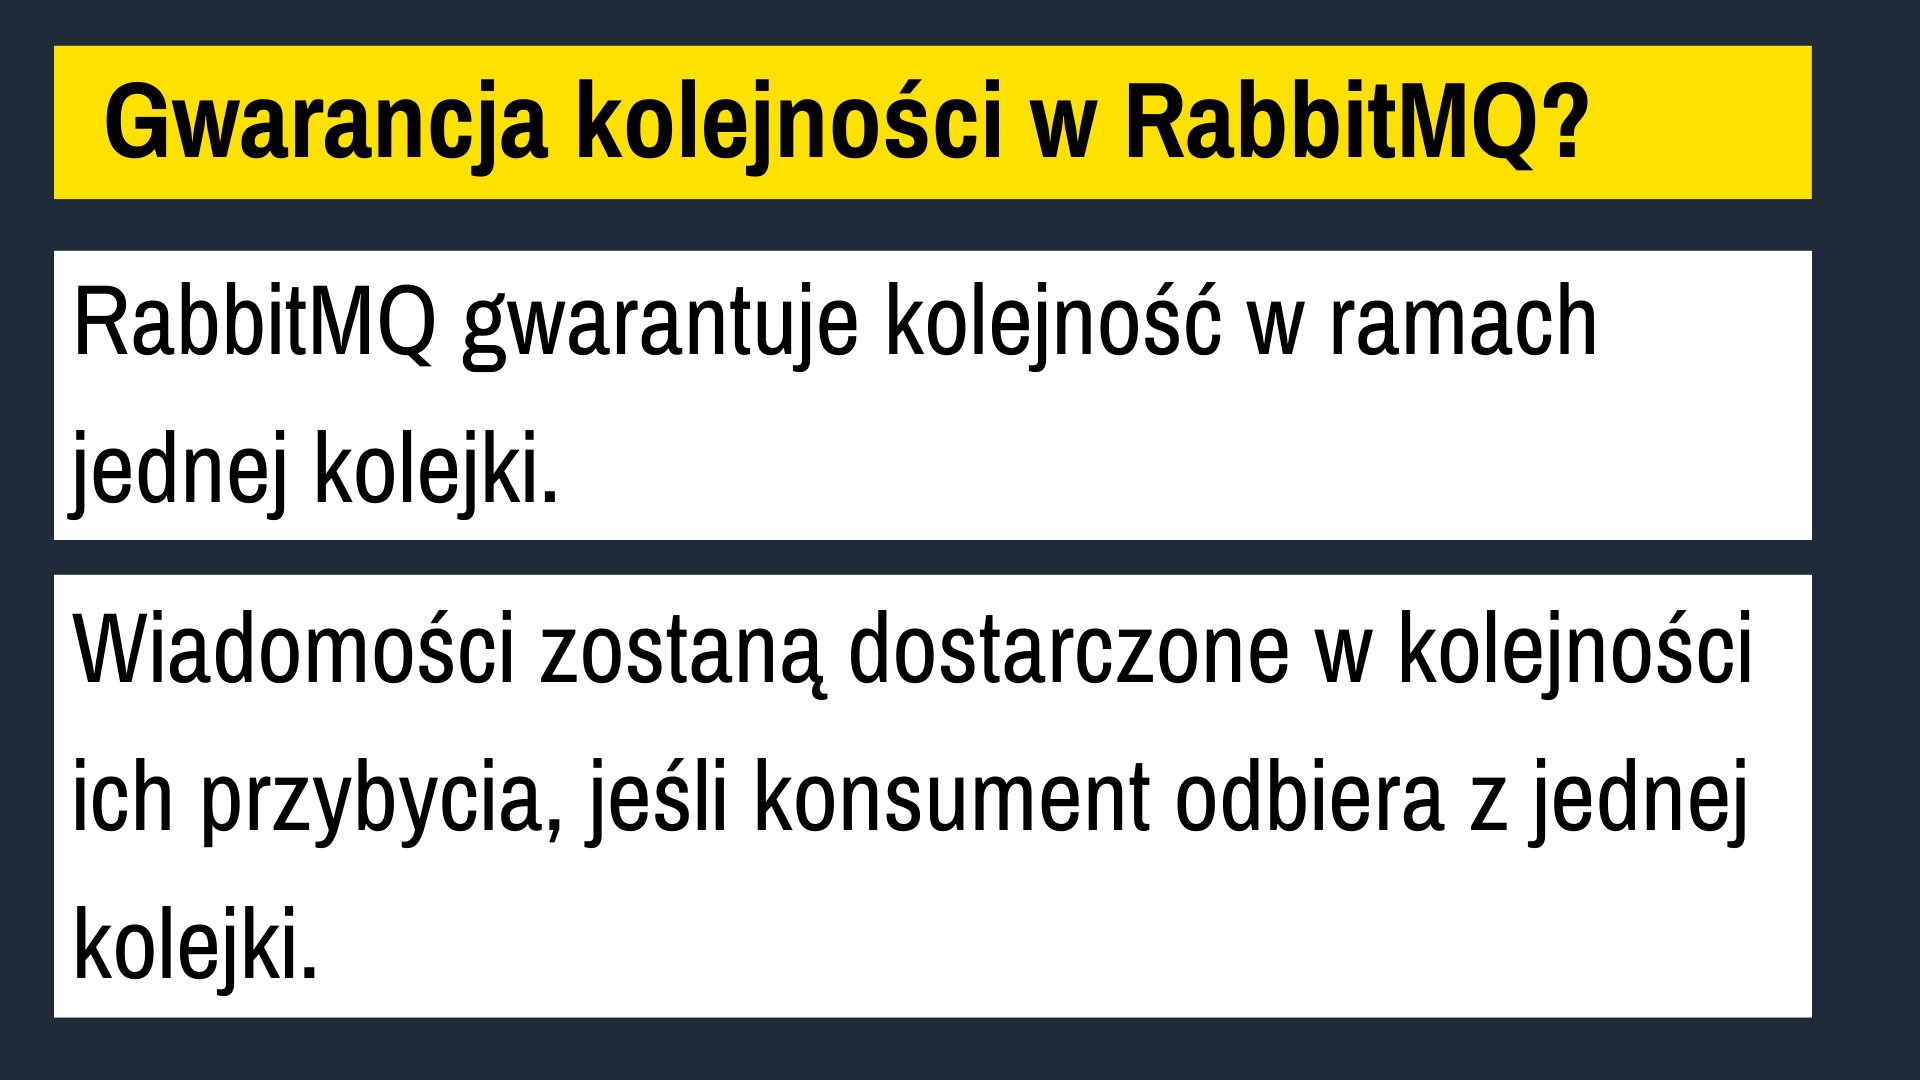 Gwarancja kolejności w RabbitMQ?
RabbitMQ gwarantuje kolejność w ramach
jednej kolejki.
Wiadomości zostaną dostarczone w kolejności
ich przybycia, jeśli konsument odbiera z jednej
kolejki.